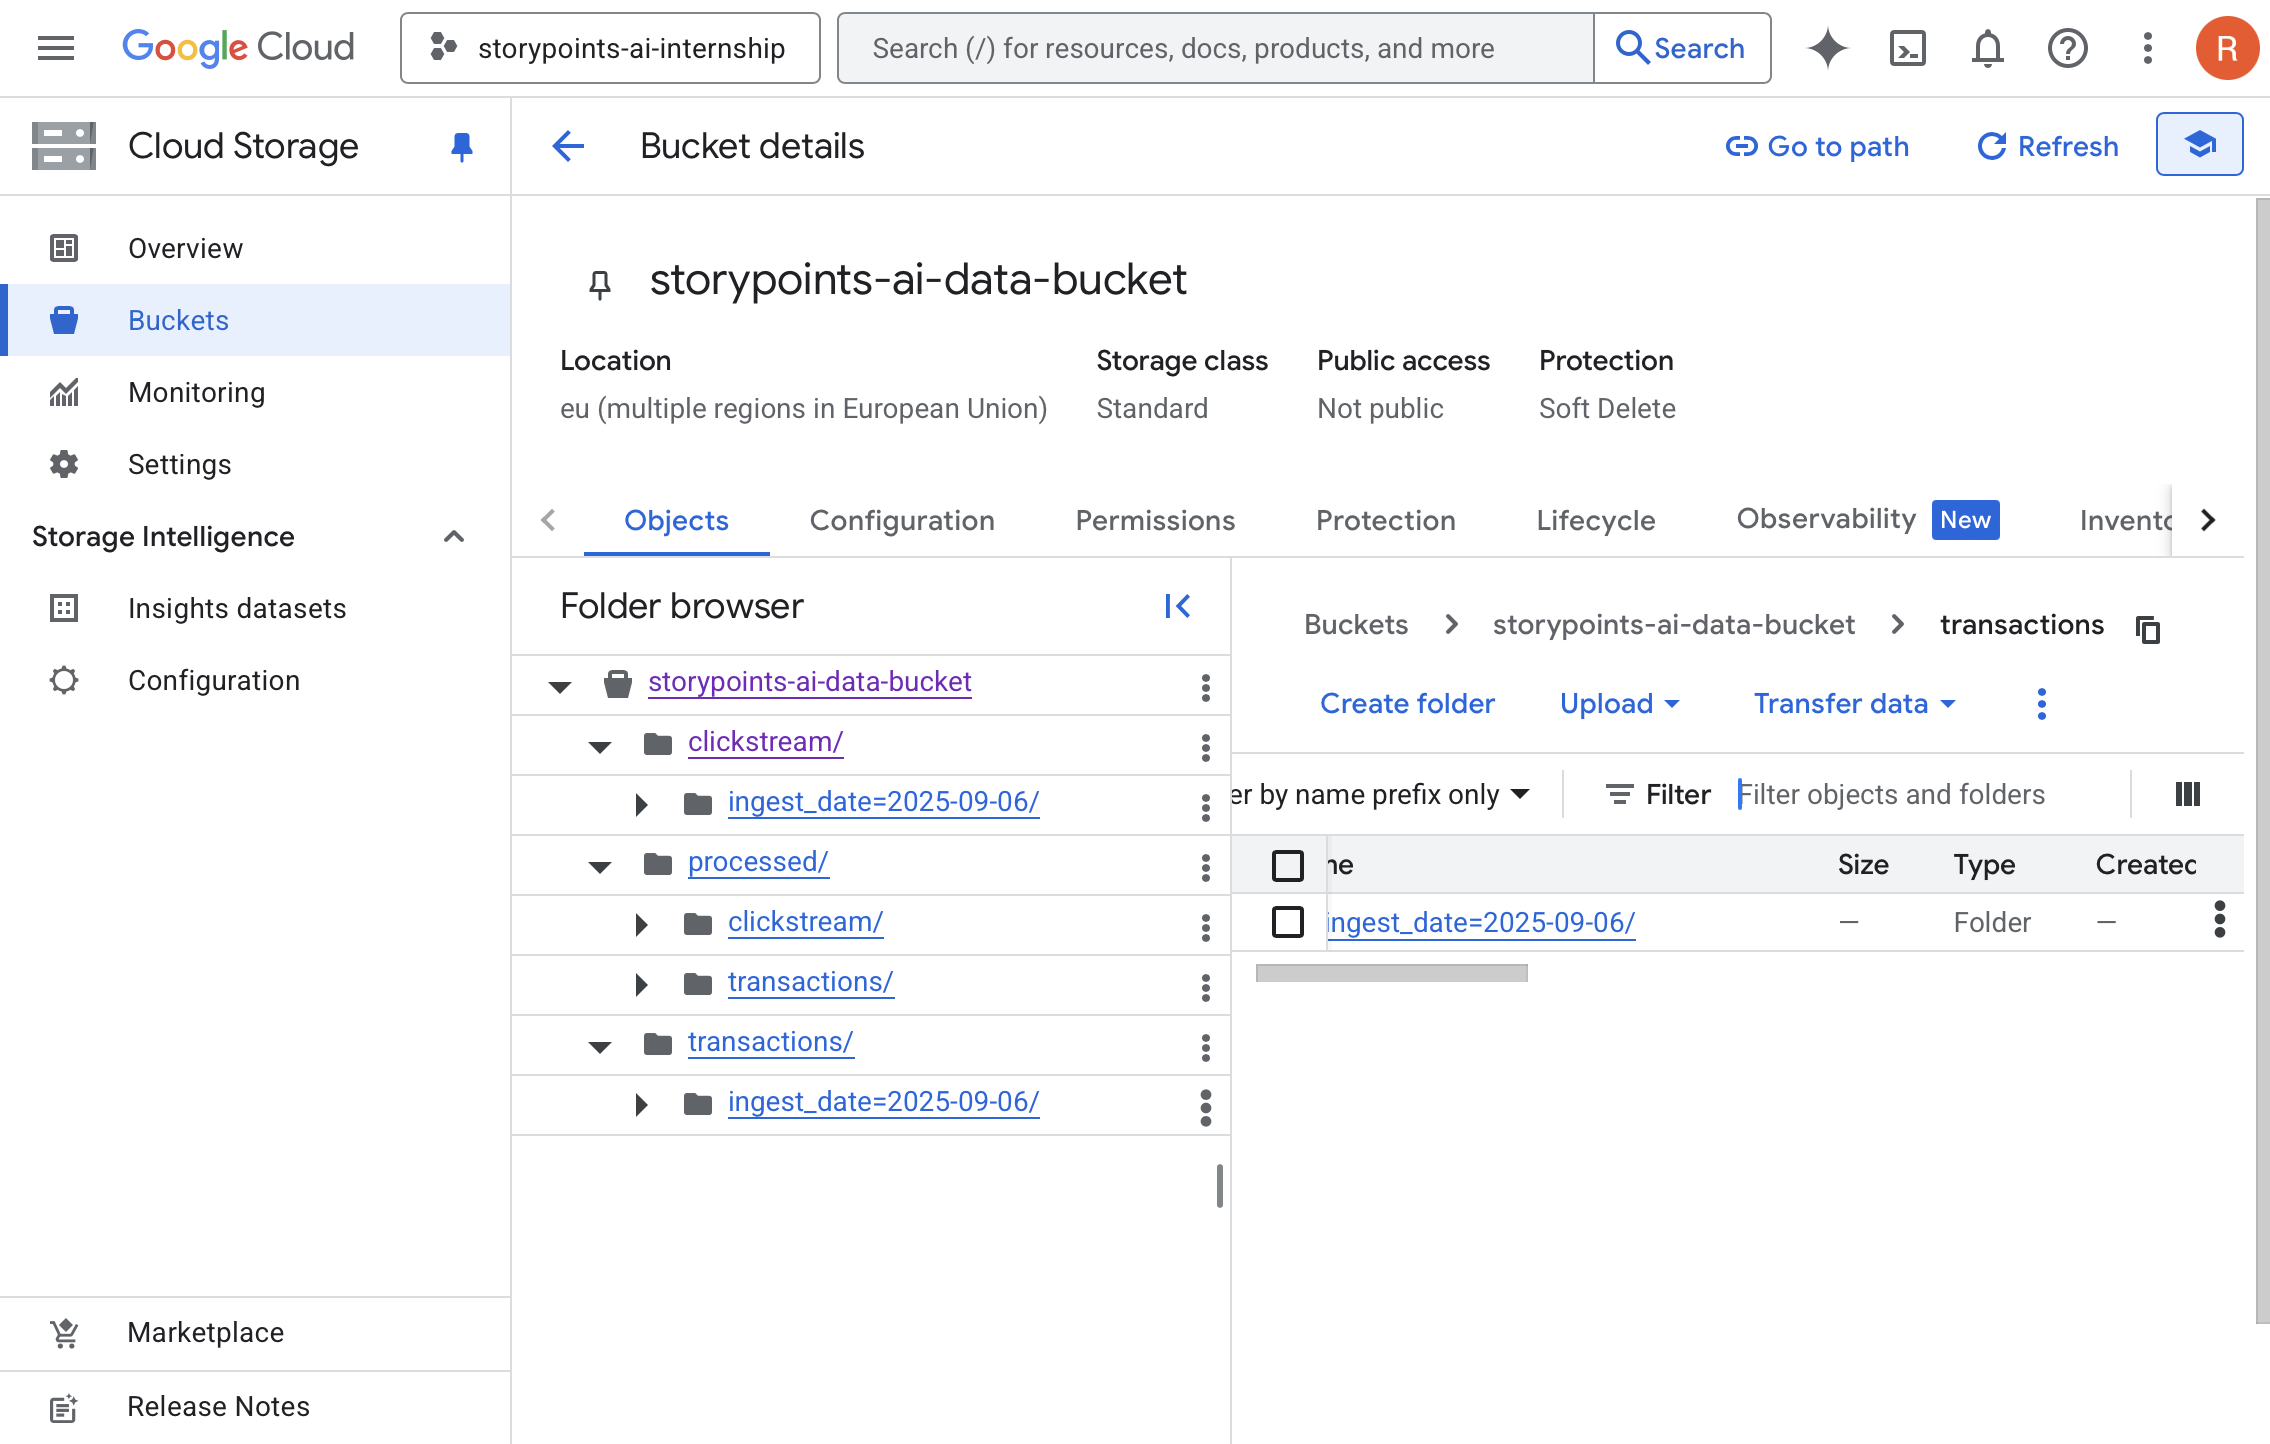 Google Cloud
storypoints-ai-internship
Search (/) for resources, docs, products, and more
Search
R
Cloud Storage
Bucket details
Go to path
Refresh
Overview
Buckets
Monitoring
Settings
Storage Intelligence
Insights datasets
Configuration
Marketplace
Release Notes
storypoints-ai-data-bucket
Location
Storage class
Public access
Protection
eu (multiple regions in European Union)
Standard
Not public
Soft Delete
Objects
Configuration
Permissions
Protection
Lifecycle
Observability New
Invento
Folder browser
storypoints-ai-data-bucket
clickstream/
ingest_date=2025-09-06/
processed/
clickstream/
transactions/
transactions/
ingest_date=2025-09-06/
Buckets > storypoints-ai-data-bucket > transactions
Create folder
Upload
Transfer data
er by name prefix only
Filter
Filter objects and folders
ne
Size
Type
Created
ingest_date=2025-09-06/
—
Folder
—